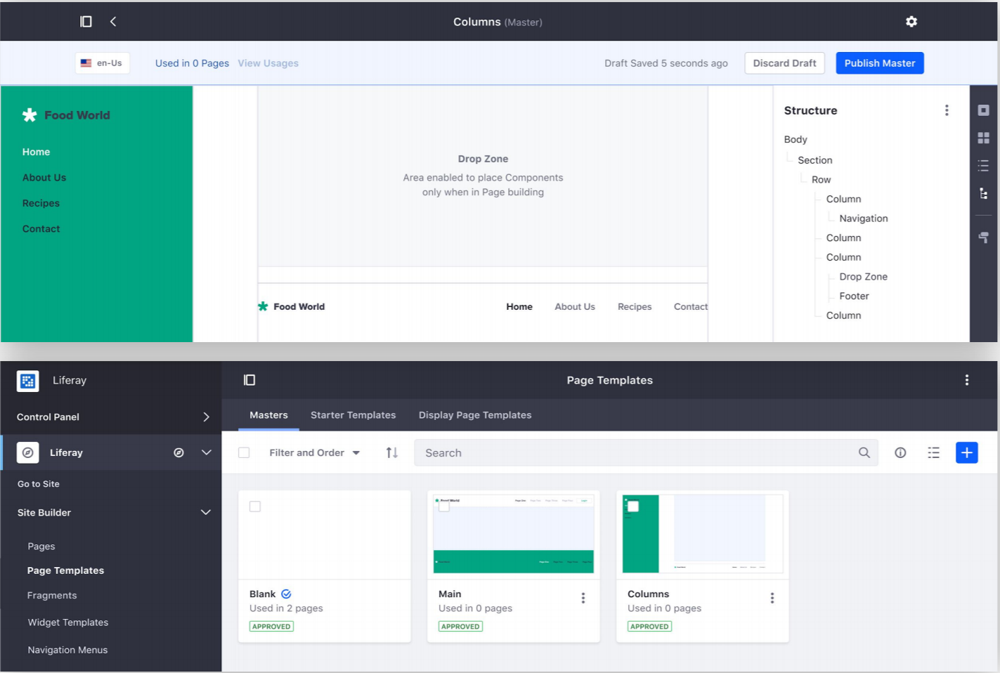 Columns (Master)
en-Us
Used in 0 Pages View Usages
Draft Saved 5 seconds ago
Discard Draft
Publish Master
Food World
Home
About Us
Recipes
Contact
Drop Zone
Area enabled to place Components
only when in Page building
Food World
Home About Us Recipes Contact
Structure
Body
Section
Row
Column
Navigation
Column
Column
Drop Zone
Footer
Column
Liferay
Control Panel
Liferay
Go to Site
Site Builder
Pages
Page Templates
Fragments
Widget Templates
Navigation Menus
Page Templates
Masters Starter Templates Display Page Templates
Filter and Order
Search
Blank
Used in 2 pages
APPROVED
Food World
Main
Used in 0 pages
APPROVED
Columns
Used in 0 pages
APPROVED